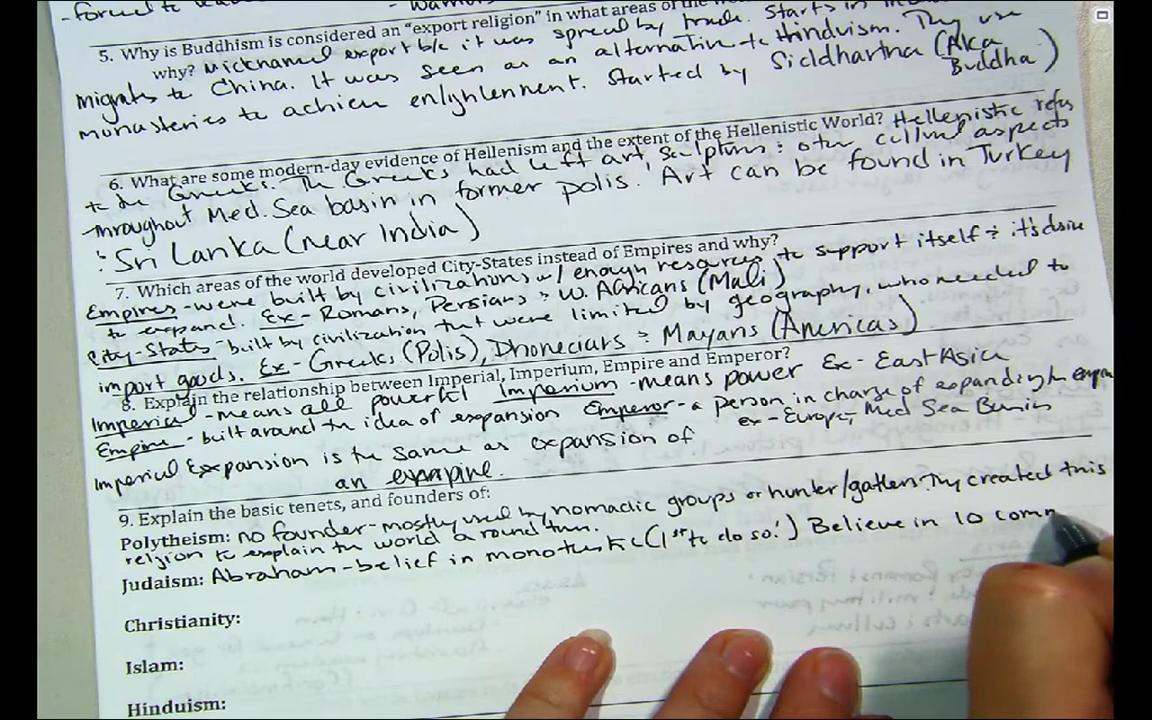 -forced to
5. Why is Buddhism is considered an "export religion" in what areas of the
why? Nicknamed export b/c it was spread by trade. Starts in
migrates to China. It was seen as an alternative to Hinduism. They use
monasteries to achieve enlighlennent. Started by Siddhartha (Aka
Buddha)
6. What are some modern-day evidence of Hellenism and the extent of the Hellenistic World? Hellenistic refers
to the Greeks. The Greeks had left art, sculptures : other cultural aspects
throughout Med. Sea basin in former polis. Art can be found in Turkey
: Sri Lanka (near India)
7. Which areas of the world developed City-States instead of Empires and why?
Empires - were built by civilizations w/ enough resources to support itself : it's desire
to expand. Ex - Romans, Persians : W. Africans (Mali)
City-States - built by civilization that were limited by geography, who needed to
import goods. Ex - Greeks (Polis), Phoneciars : Mayans (Americas)
8. Explain the relationship between Imperial, Imperium, Empire and Emperor?
Imperial - means all powerful Imperium - means power Ex - East Asia
Empire - built around the idea of expansion Emperor - a person in charge of expanding the empire
ex - Europe, Med Sea Basin
Imperial Expansion is the same as expansion of
an empire.
9. Explain the basic tenets, and founders of:
Polytheism: no founder - mostly used by nomadic groups or hunter/gatherers. They created this
religion to explain the world around them.
Judaism: Abraham - belief in monotheistic (1st to do so!) Believe in 10 comm
Christianity:
Islam:
Hinduism: